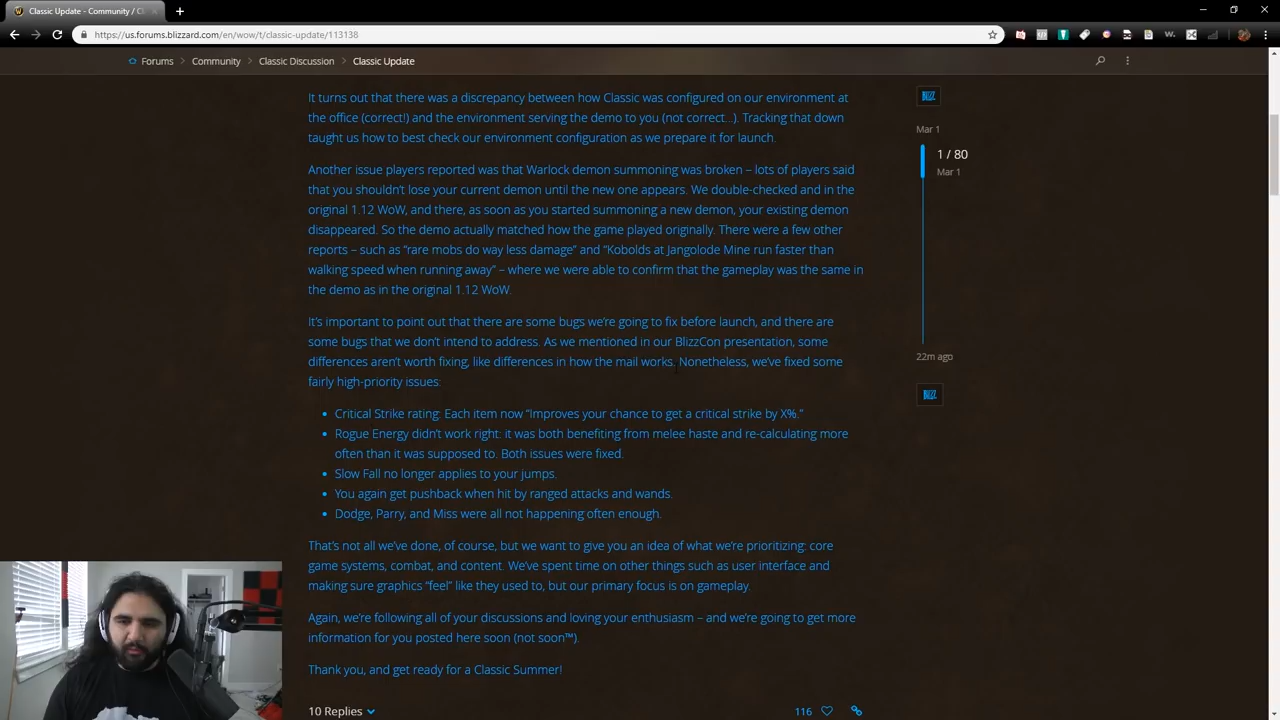 Classic Update - Community / Cl
https://us.forums.blizzard.com/en/wow/t/classic-update/113138
Forums > Community > Classic Discussion > Classic Update
It turns out that there was a discrepancy between how Classic was configured on our environment at
the office (correct!) and the environment serving the demo to you (not correct…). Tracking that down
taught us how to best check our environment configuration as we prepare it for launch.
Another issue players reported was that Warlock demon summoning was broken – lots of players said
that you shouldn't lose your current demon until the new one appears. We double-checked and in the
original 1.12 WoW, and there, as soon as you started summoning a new demon, your existing demon
disappeared. So the demo actually matched how the game played originally. There were a few other
reports – such as "rare mobs do way less damage" and "Kobolds at Jangolode Mine run faster than
walking speed when running away" – where we were able to confirm that the gameplay was the same in
the demo as in the original 1.12 WoW.
It's important to point out that there are some bugs we're going to fix before launch, and there are
some bugs that we don't intend to address. As we mentioned in our BlizzCon presentation, some
differences aren't worth fixing, like differences in how the mail works. Nonetheless, we've fixed some
fairly high-priority issues:
• Critical Strike rating: Each item now "Improves your chance to get a critical strike by X%."
• Rogue Energy didn't work right: it was both benefiting from melee haste and re-calculating more
often than it was supposed to. Both issues were fixed.
• Slow Fall no longer applies to your jumps.
• You again get pushback when hit by ranged attacks and wands.
• Dodge, Parry, and Miss were all not happening often enough.
That's not all we've done, of course, but we want to give you an idea of what we're prioritizing: core
game systems, combat, and content. We've spent time on other things such as user interface and
making sure graphics "feel" like they used to, but our primary focus is on gameplay.
Again, we're following all of your discussions and loving your enthusiasm – and we're going to get more
information for you posted here soon (not soon™).
Thank you, and get ready for a Classic Summer!
10 Replies
116
BLIZZ
Mar 1
1 / 80
Mar 1
22m ago
BLIZZ